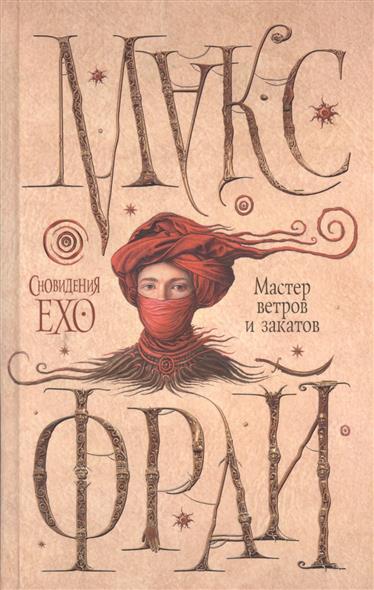 МАКС
СНОВИДЕНИЯ
ЕХО
Мастер
ветров
и закатов
ФРАЙ